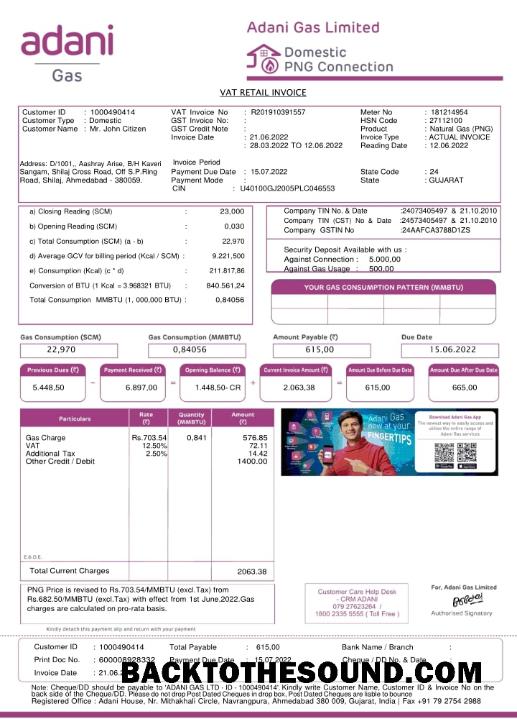 adani
Gas
Adani Gas Limited
Domestic
PNG Connection
VAT RETAIL INVOICE
Customer ID : 1000490414
Customer Type : Domestic
Customer Name : Mr. John Citizen
Address: D/1001,, Aashray Arise, B/H Kaveri
Sangam, Shilaj Cross Road, Off S.P.Ring
Road, Shilaj, Ahmedabad - 380059.
VAT Invoice No : R201910391557
GST Invoice No: :
GST Credit Note :
Invoice Date : 21.06.2022
: 28.03.2022 TO 12.06.2022
Invoice Period
Payment Due Date : 15.07.2022
Payment Mode :
CIN : U40100GJ2005PLC046553
Meter No : 181214954
HSN Code : 27112100
Product : Natural Gas (PNG)
Invoice Type : ACTUAL INVOICE
Reading Date : 12.06.2022
State Code : 24
State : GUJARAT
a) Closing Reading (SCM) : 23,000
b) Opening Reading (SCM) : 0,030
c) Total Consumption (SCM) (a - b) : 22,970
d) Average GCV for billing period (Kcal / SCM) : 9.221,500
e) Consumption (Kcal) (c * d) : 211.817,86
Conversion of BTU (1 Kcal = 3.968321 BTU) : 840.561,24
Total Consumption MMBTU (1, 000,000 BTU) : 0,84056
Company TIN No. & Date :24073405497 & 21.10.2010
Company TIN (CST) No & Date :24573405497 & 21.10.2010
Company GSTIN No :24AAFCA3788D1ZS
Security Deposit Available with us :
Against Connection : 5.000,00
Against Gas Usage : 500.00
YOUR GAS CONSUMPTION PATTERN (MMBTU)
Gas Consumption (SCM) Gas Consumption (MMBTU) Amount Payable (₹) Due Date
22,970 0,84056 615,00 15.06.2022
Previous Dues (₹) Payment Received (₹) Opening Balance (₹) Current Invoice Amount (₹) Amount Due Before Due Date Amount Due After Due Date
5.448,50 – 6.897,00 = 1.448,50- CR + 2.063,38 = 615,00 665,00
Particulars Rate (₹) Quantity (MMBTU) Amount (₹)
Gas Charge Rs.703.54 0,841 576.85
VAT 12.50% 72.11
Additional Tax 2.50% 14.42
Other Credit / Debit 1400.00
E.&O.E.
Total Current Charges 2063.38
Adani Gas
now at your
FINGERTIPS
Download Adani Gas App
The newest way to easily access and
utilise the entire range of
Adani Gas services
PNG Price is revised to Rs.703.54/MMBTU (excl.Tax) from
Rs.682.50/MMBTU (excl.Tax) with effect from 1st June,2022.Gas
charges are calculated on pro-rata basis.
Customer Care Help Desk
- CRM ADANI
079 27623264 /
1800 2335 5555 ( Toll Free )
For, Adani Gas Limited
Authorised Signatory
Kindly detach this payment slip and return with your payment
Customer ID : 1000490414 Total Payable : 615,00 Bank Name / Branch :
Print Doc No. : 600008928332 Payment Due Date : 15.07.2022 Cheque / DD No. & Date :
Invoice Date : 21.06.
BACKTOTHESOUND.COM
Note: Cheque/DD should be payable to 'ADANI GAS LTD - ID - 1000490414'. Kindly write Customer Name, Customer ID & Invoice No on the
back side of the Cheque/DD. Please do not drop Post Dated Cheques in drop box, Post Dated Cheques are liable to bounce
Registered Office : Adani House, Nr. Mithakhali Circle, Navrangpura, Ahmedabad 380 009, Gujarat, India | Fax +91 79 2754 2988